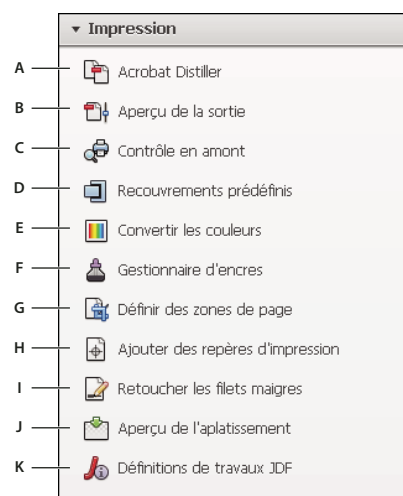 Impression
A Acrobat Distiller
B Aperçu de la sortie
C Contrôle en amont
D Recouvrements prédéfinis
E Convertir les couleurs
F Gestionnaire d'encres
G Définir des zones de page
H Ajouter des repères d'impression
I Retoucher les filets maigres
J Aperçu de l'aplatissement
K Définitions de travaux JDF